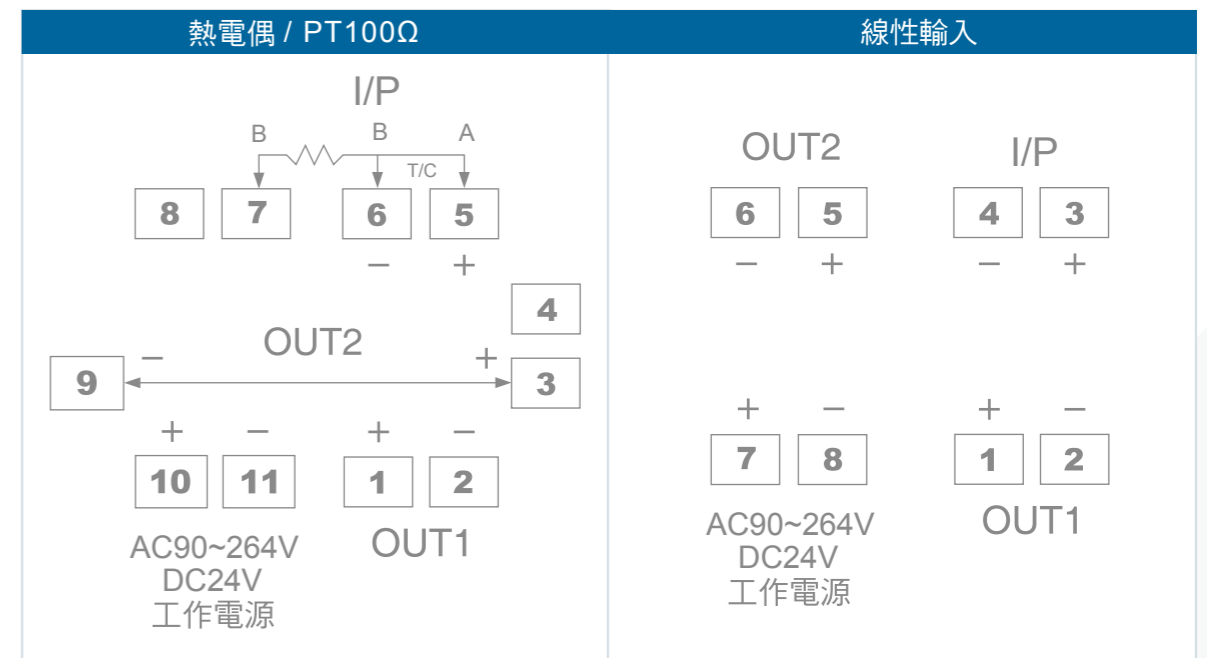 熱電偶 / PT100Ω
I/P
B B A
T/C
8 7 6 5
− +
4
OUT2
− +
9 3
+ − + −
10 11 1 2
AC90~264V
DC24V
工作電源
OUT1
線性輸入
OUT2 I/P
6 5 4 3
− + − +
+ − + −
7 8 1 2
AC90~264V
DC24V
工作電源
OUT1